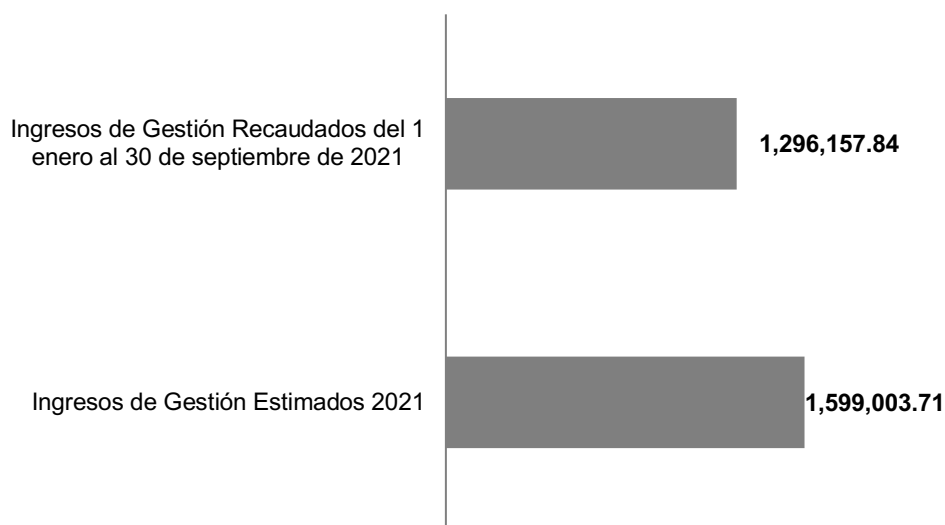 Ingresos de Gestión Recaudados del 1
enero al 30 de septiembre de 2021
1,296,157.84
Ingresos de Gestión Estimados 2021
1,599,003.71